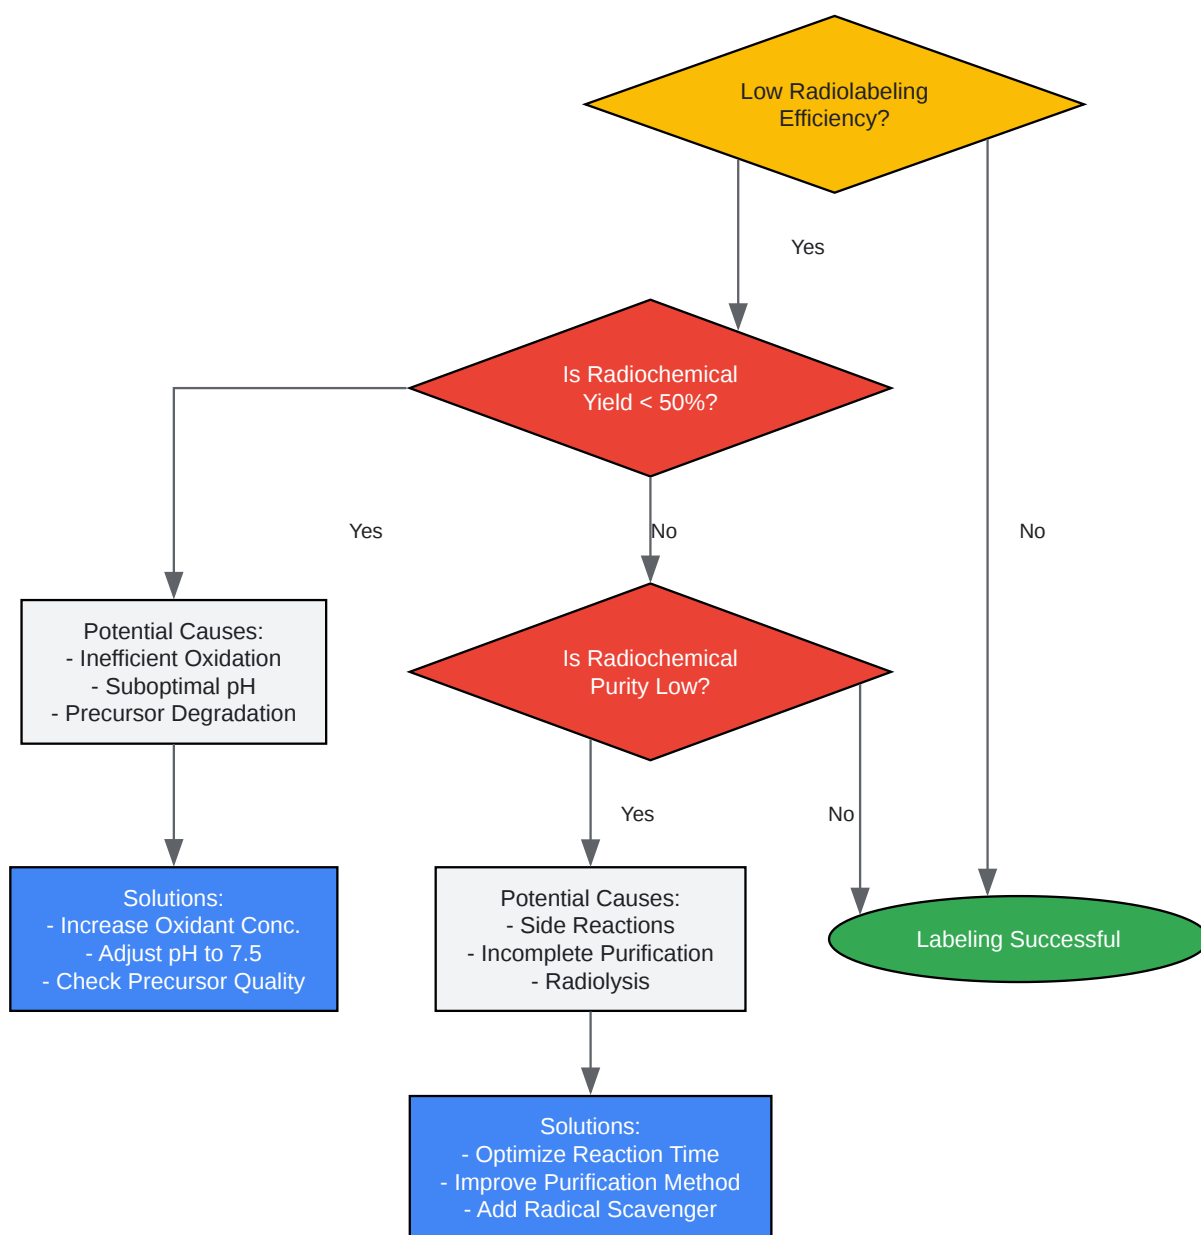 Low Radiolabeling
Efficiency?
Yes
Is Radiochemical
Yield < 50%?
Yes
No
No
Potential Causes:
- Inefficient Oxidation
- Suboptimal pH
- Precursor Degradation
Is Radiochemical
Purity Low?
Yes
No
Solutions:
- Increase Oxidant Conc.
- Adjust pH to 7.5
- Check Precursor Quality
Potential Causes:
- Side Reactions
- Incomplete Purification
- Radiolysis
Labeling Successful
Solutions:
- Optimize Reaction Time
- Improve Purification Method
- Add Radical Scavenger